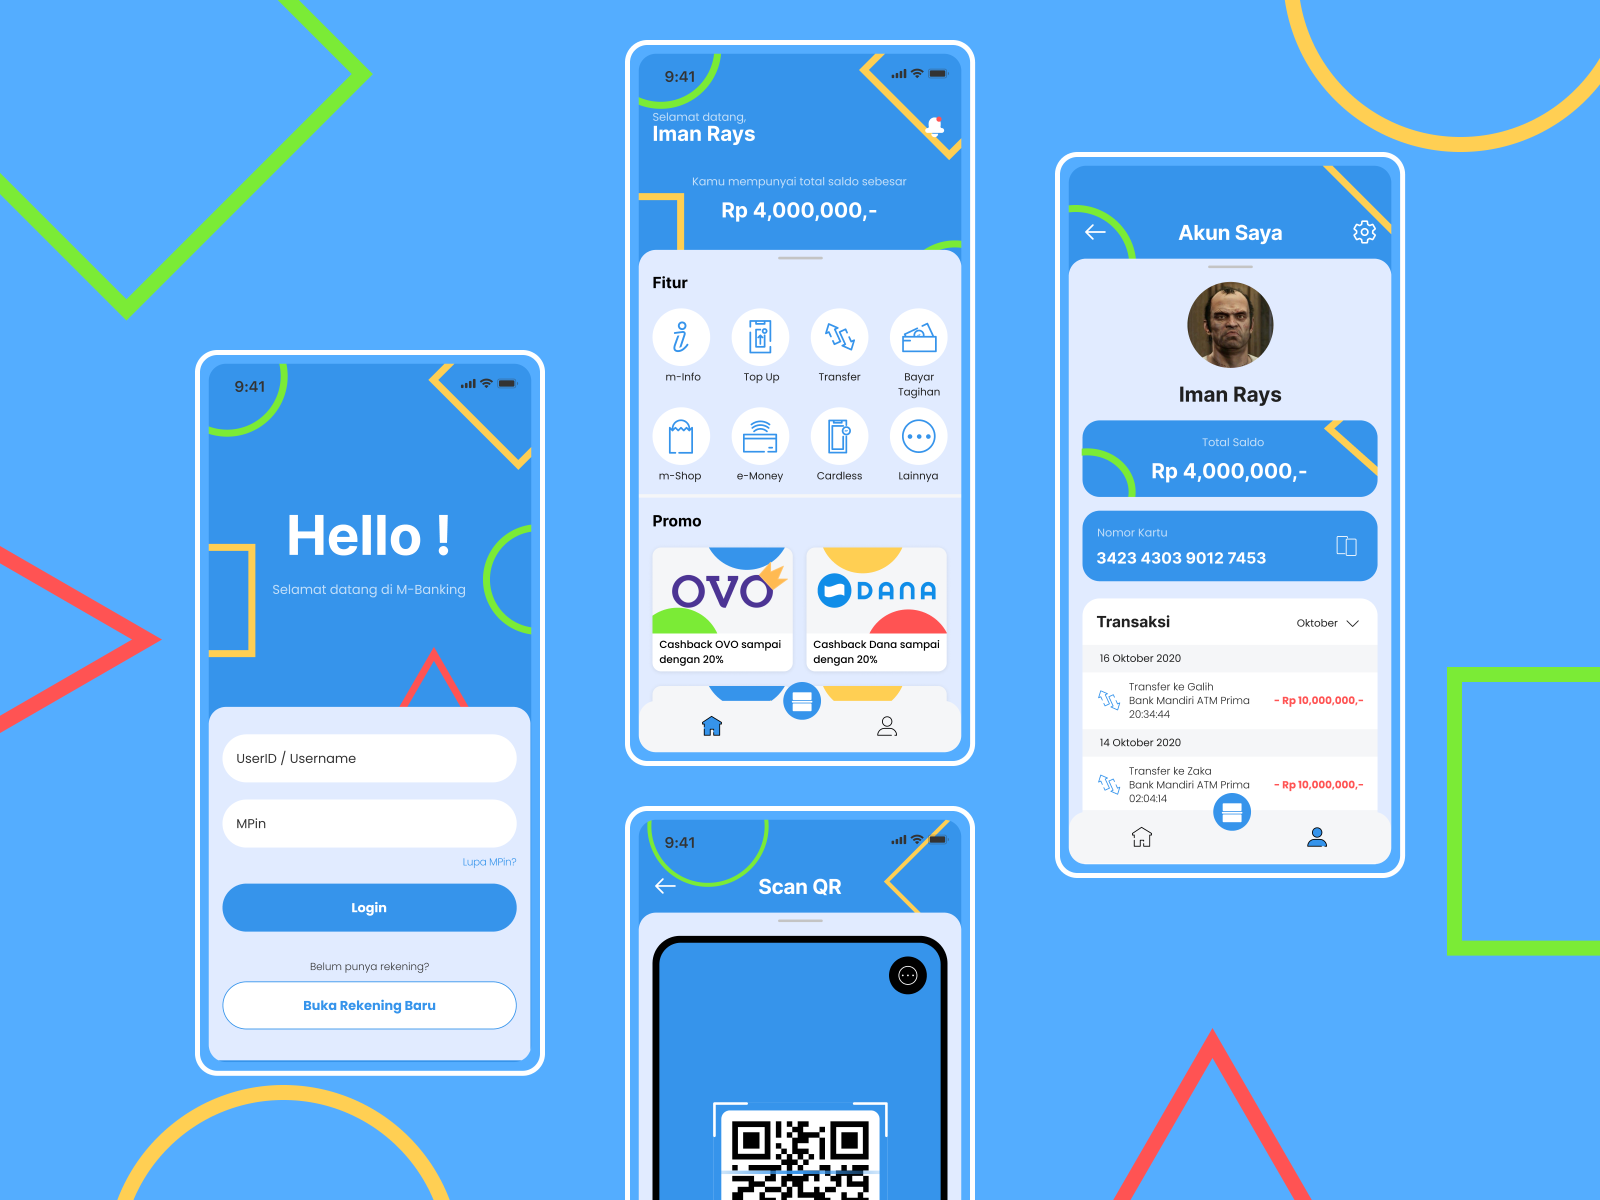 9:41
Hello !
Selamat datang di M-Banking
UserID / Username
MPin
Lupa MPin?
Login
Belum punya rekening?
Buka Rekening Baru
9:41
Selamat datang,
Iman Rays
Kamu mempunyai total saldo sebesar
Rp 4,000,000,-
Fitur
m-Info
Top Up
Transfer
Bayar
Tagihan
m-Shop
e-Money
Cardless
Lainnya
Promo
OVO
DANA
Cashback OVO sampai
dengan 20%
Cashback Dana sampai
dengan 20%
9:41
Scan QR
Akun Saya
Iman Rays
Total Saldo
Rp 4,000,000,-
Nomor Kartu
3423 4303 9012 7453
Transaksi
Oktober
16 Oktober 2020
Transfer ke Galih
Bank Mandiri ATM Prima
20:34:44
- Rp 10,000,000,-
14 Oktober 2020
Transfer ke Zaka
Bank Mandiri ATM Prima
02:04:14
- Rp 10,000,000,-